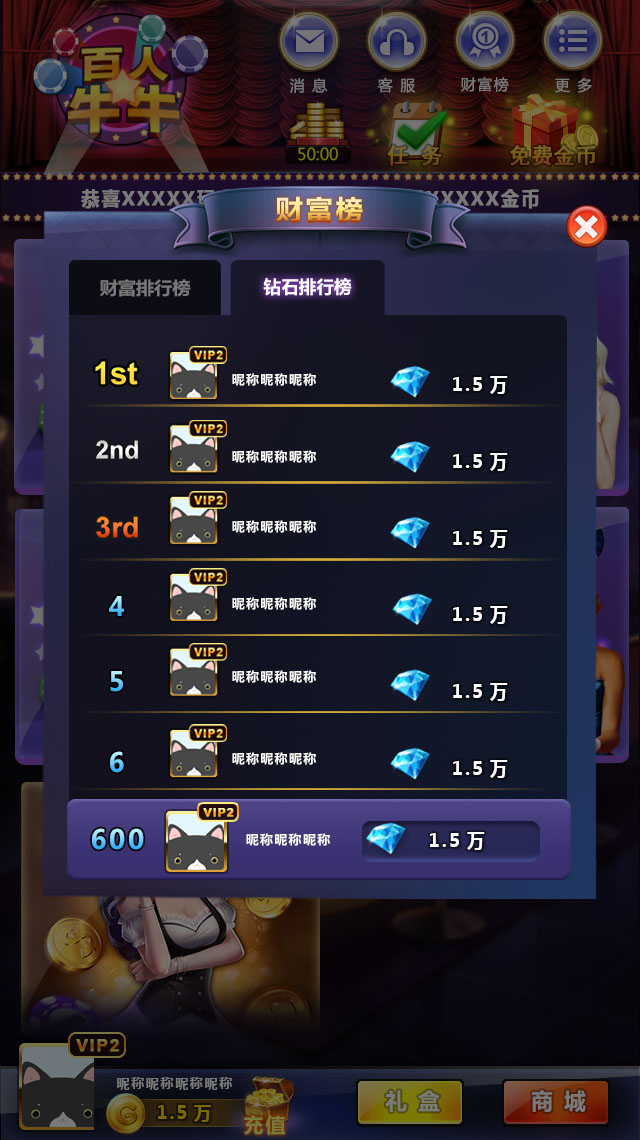 百人
牛牛
消息
客服
财富榜
更多
50:00
任务
免费金币
恭喜XXXXX
XXXX金币
财富榜
财富排行榜
钻石排行榜
1st
VIP2
昵称昵称昵称
1.5 万
2nd
VIP2
昵称昵称昵称
1.5 万
3rd
VIP2
昵称昵称昵称
1.5 万
4
VIP2
昵称昵称昵称
1.5 万
5
VIP2
昵称昵称昵称
1.5 万
6
VIP2
昵称昵称昵称
1.5 万
600
VIP2
昵称昵称昵称
1.5 万
VIP2
昵称昵称昵称昵称
G
1.5 万
充值
礼盒
商城